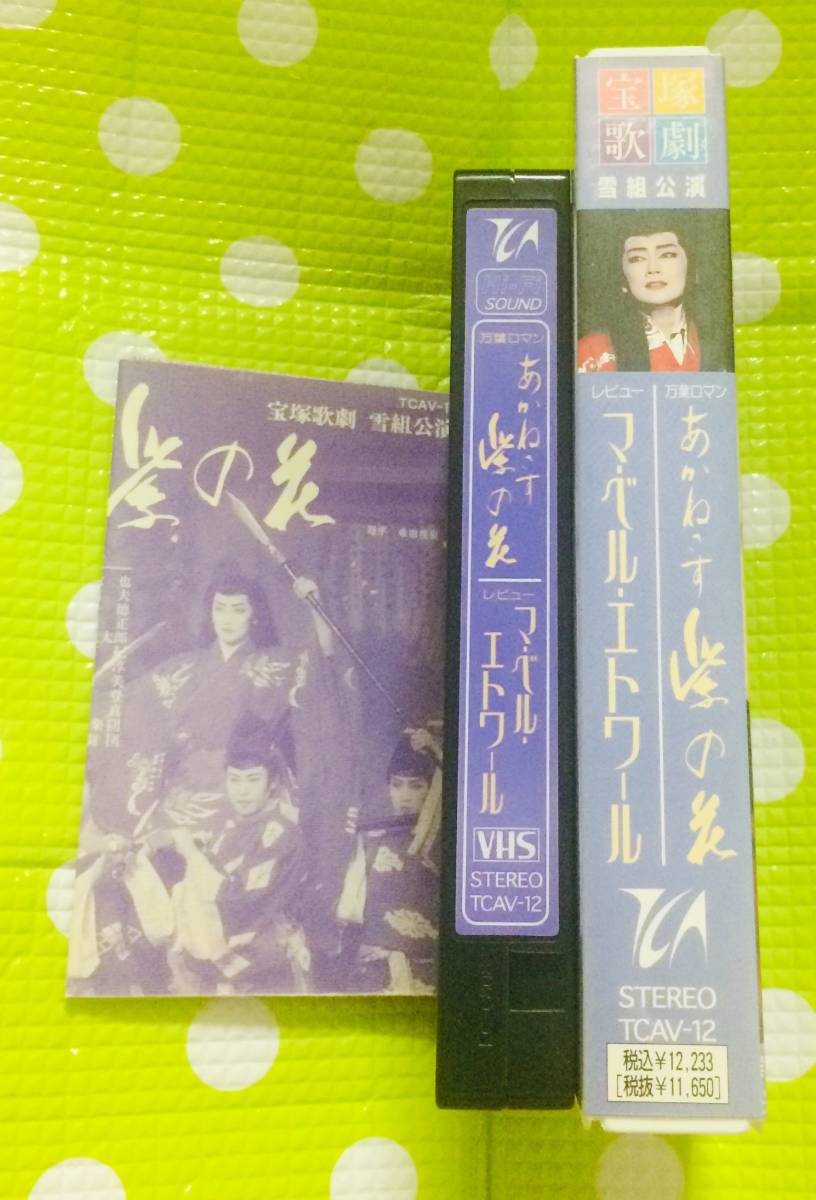 TCAV-1
宝塚歌劇 雪組公演
紫の花
Hi-Fi
SOUND
万葉ロマン
あかねさす
紫の花
レビュー
マ・ベル・
エトワール
VHS
STEREO
TCAV-12
宝塚
歌劇
雪組公演
万葉ロマン
あかねさす紫の花
レビュー
マ・ベル・エトワール
STEREO
TCAV-12
税込¥12,233
[税抜¥11,650]